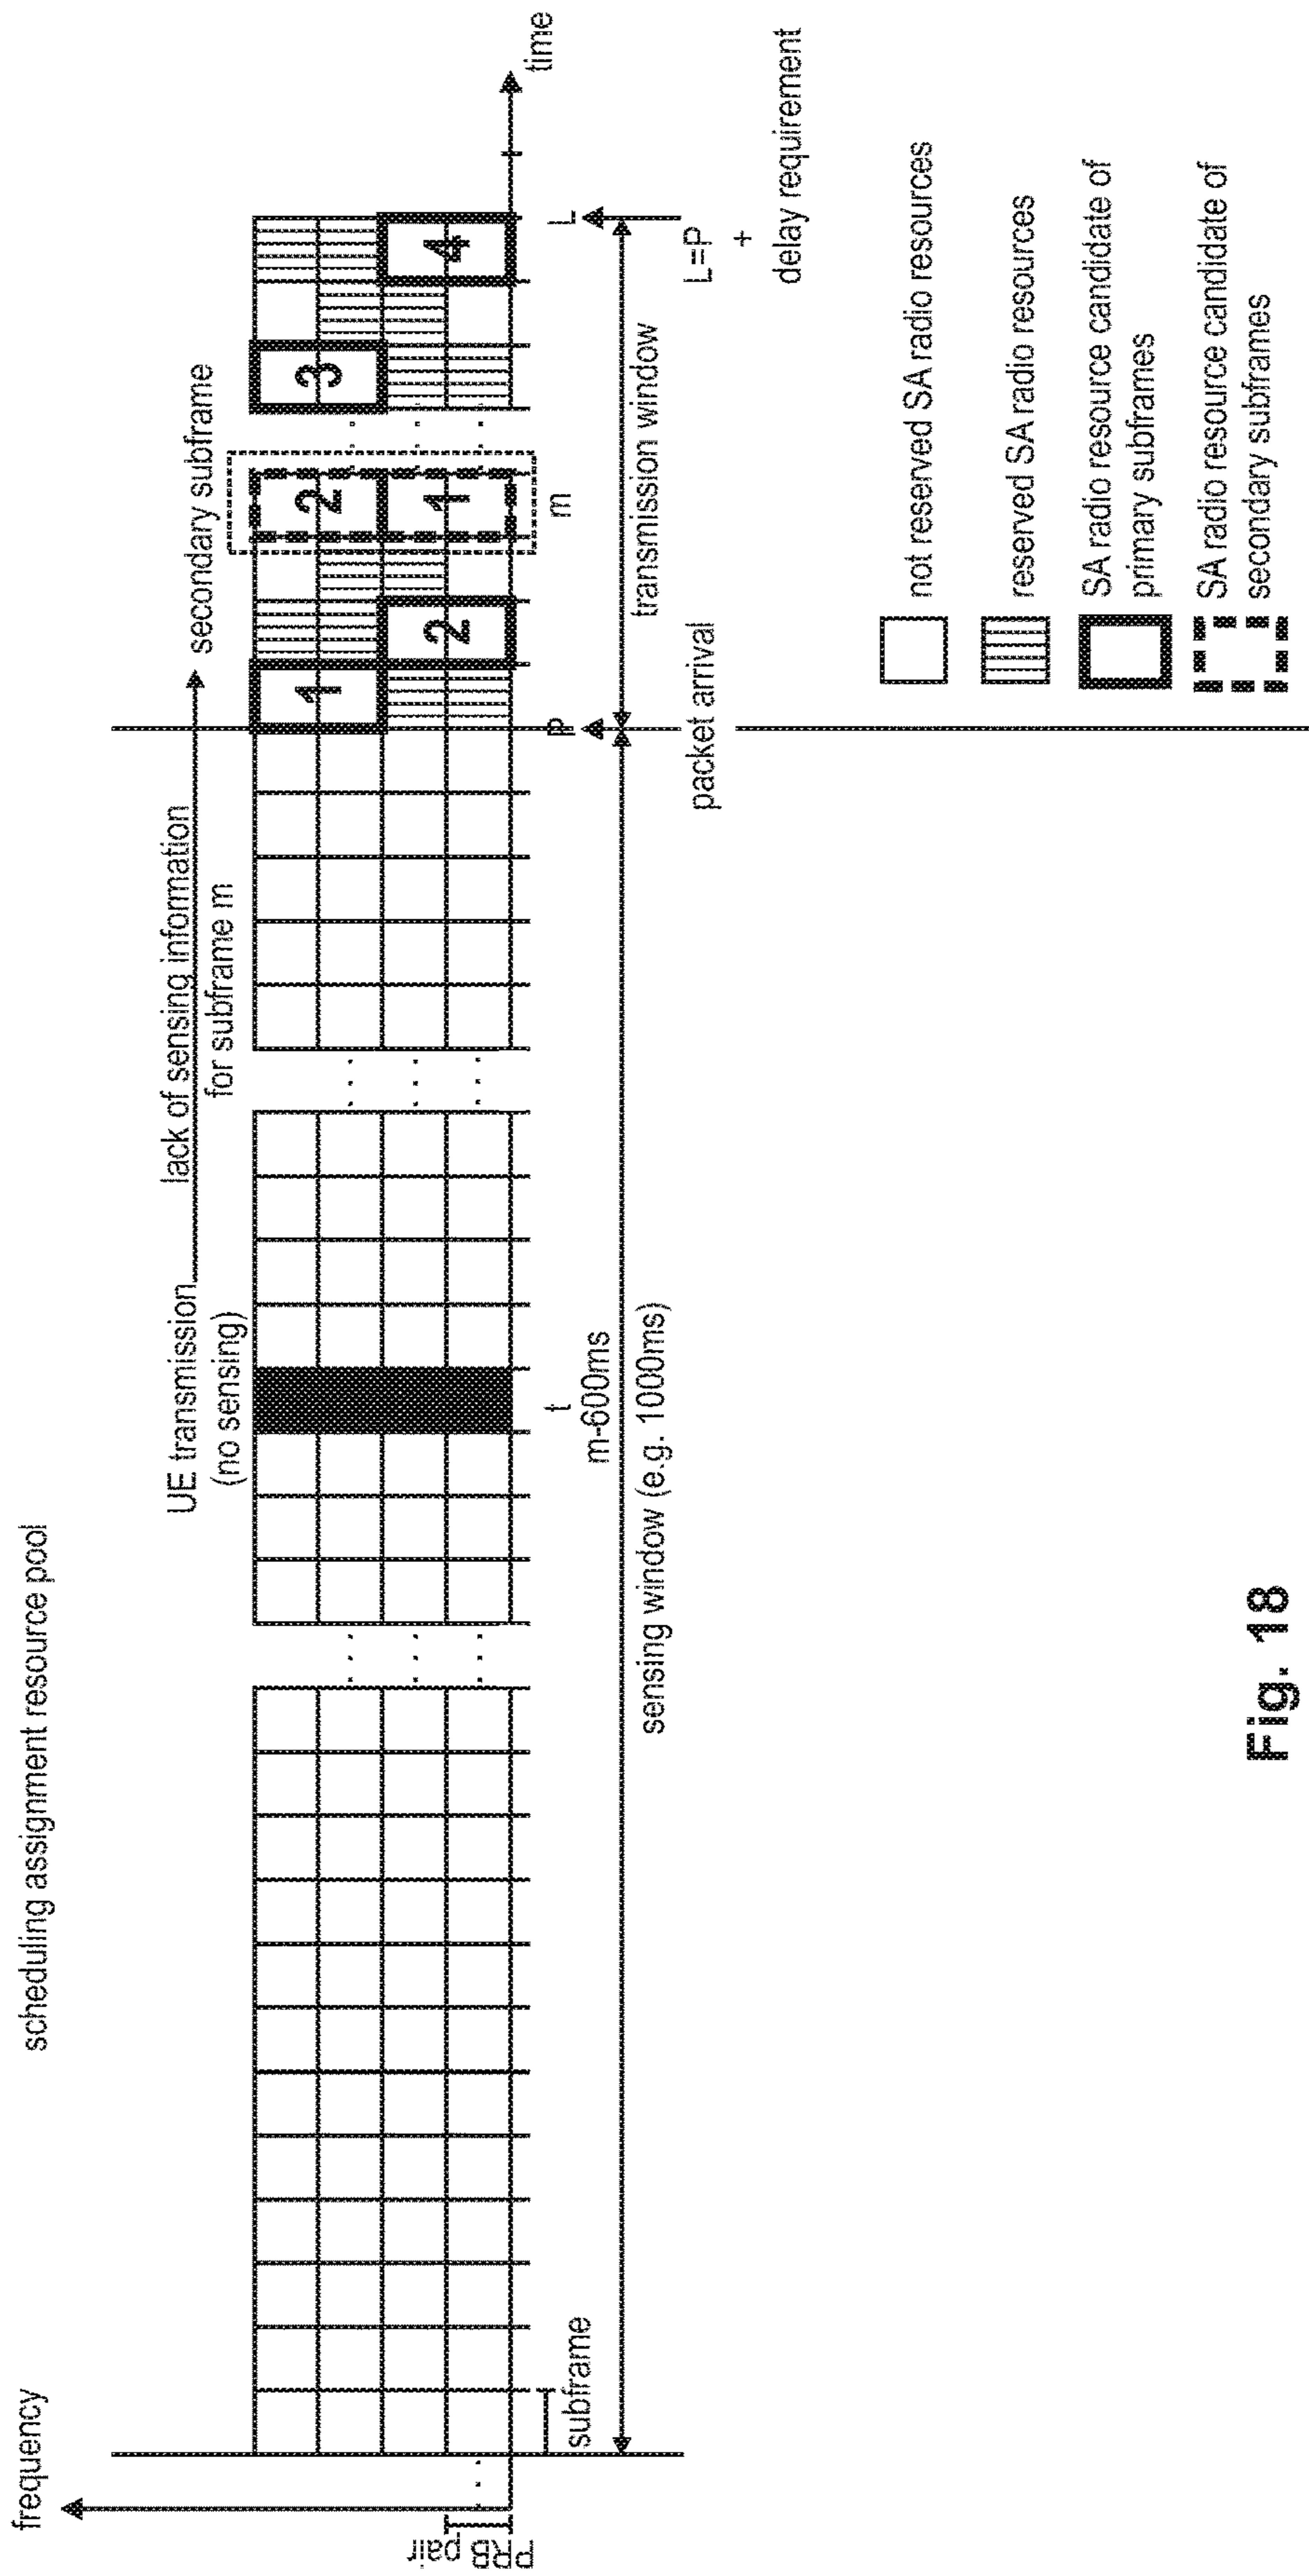 scheduling assignment resource pool
frequency
UE transmission
(no sensing)
lack of sensing information
for subframe m
secondary subframe
PRB pair
1
2
2
1
3
4
time
subframe
t
m-600ms
P
m
L
sensing window (e.g. 1000ms)
transmission window
packet arrival
L=P
+
delay requirement
not reserved SA radio resources
reserved SA radio resources
SA radio resource candidate of
primary subframes
SA radio resource candidate of
secondary subframes
Fig. 18